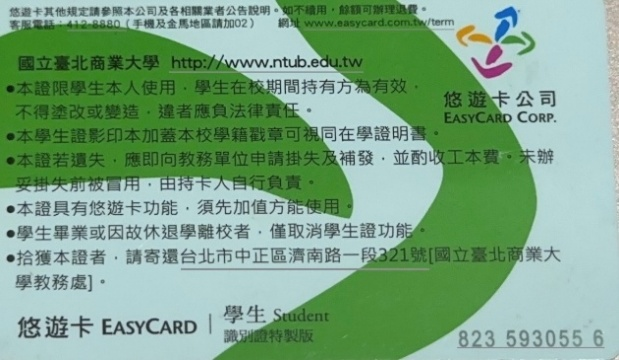 悠遊卡其他規定請參照本公司及各相關業者公告說明。如不續用，餘額可辦理退費。
客服電話：412-8880（手機及金馬地區請加02） 網址 www.easycard.com.tw/term
國立臺北商業大學 http://www.ntub.edu.tw
●本證限學生本人使用，學生在校期間持有方為有效，
不得塗改或變造，違者應負法律責任。
悠遊卡公司
EASYCARD CORP.
●本學生證影印本加蓋本校學籍戳章可視同在學證明書。
●本證若遺失，應即向教務單位申請掛失及補發，並酌收工本費。未辦
妥掛失前被冒用，由持卡人自行負責。
●本證具有悠遊卡功能，須先加值方能使用。
●學生畢業或因故休退學離校者，僅取消學生證功能。
●拾獲本證者，請寄還台北市中正區濟南路一段321號[國立臺北商業大
學教務處]。
悠遊卡 EASYCARD | 學生 Student
識別證特製版
823 593055 6